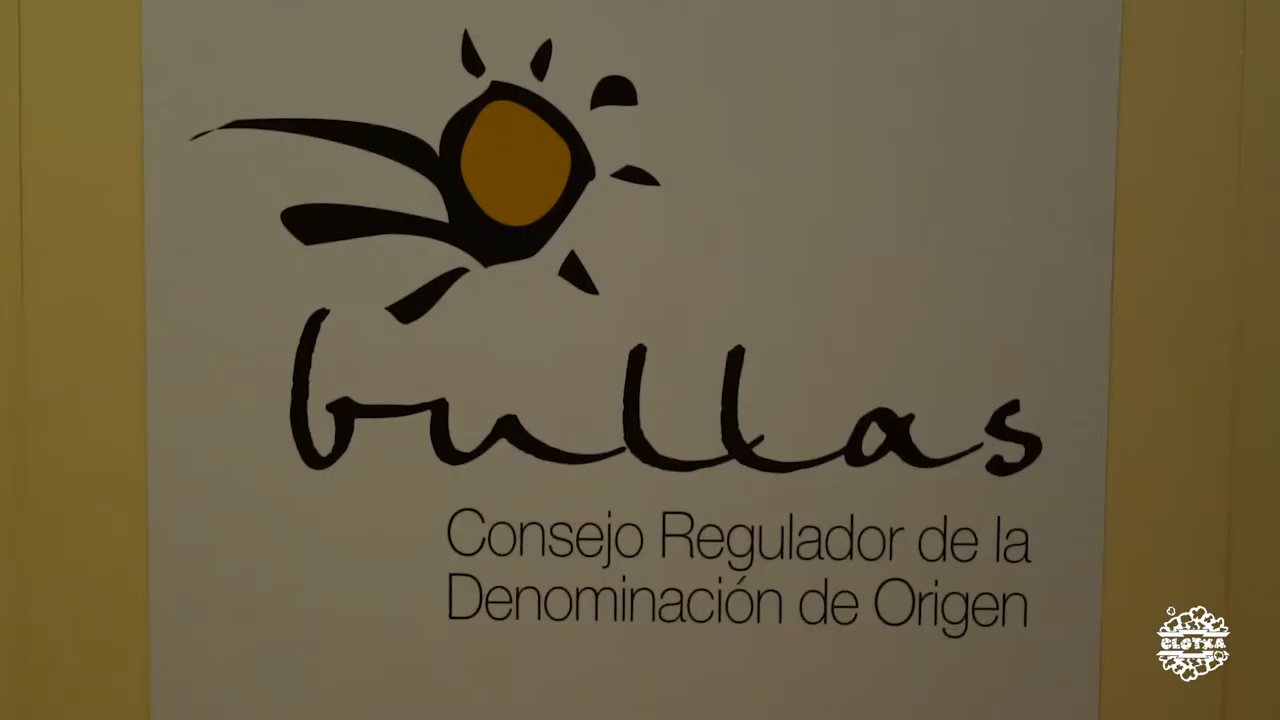 bullas
Consejo Regulador de la
Denominación de Origen
CLOTXA